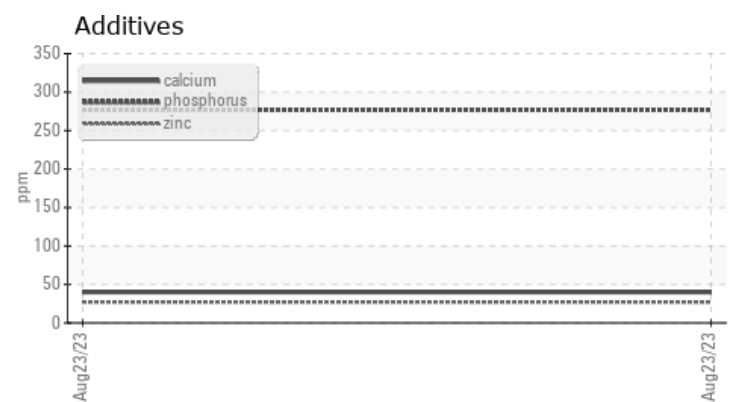 Additives
350
300
250
200
150
100
50
0
ppm
calcium
phosphorus
zinc
Aug23/23
Aug23/23